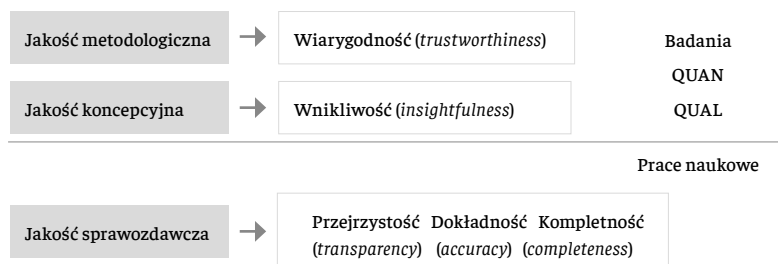 Jakość metodologiczna
Wiarygodność (trustworthiness)
Badania
QUAN
Jakość koncepcyjna
Wnikliwość (insightfulness)
QUAL
Prace naukowe
Jakość sprawozdawcza
Przejrzystość Dokładność Kompletność
(transparency) (accuracy) (completeness)